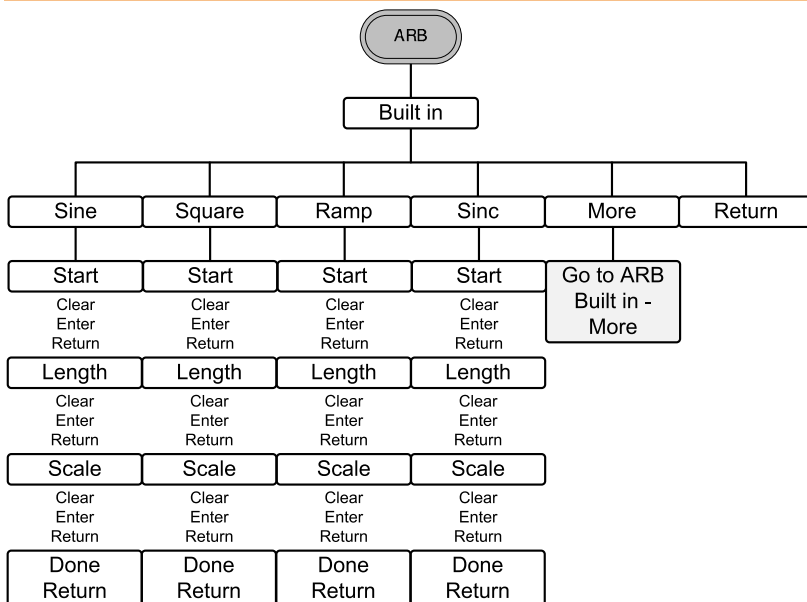 ARB
Built in
Sine Square Ramp Sinc More Return
Start Start Start Start Go to ARB
Built in -
More
Clear Clear Clear Clear
Enter Enter Enter Enter
Return Return Return Return
Length Length Length Length
Clear Clear Clear Clear
Enter Enter Enter Enter
Return Return Return Return
Scale Scale Scale Scale
Clear Clear Clear Clear
Enter Enter Enter Enter
Return Return Return Return
Done Done Done Done
Return Return Return Return